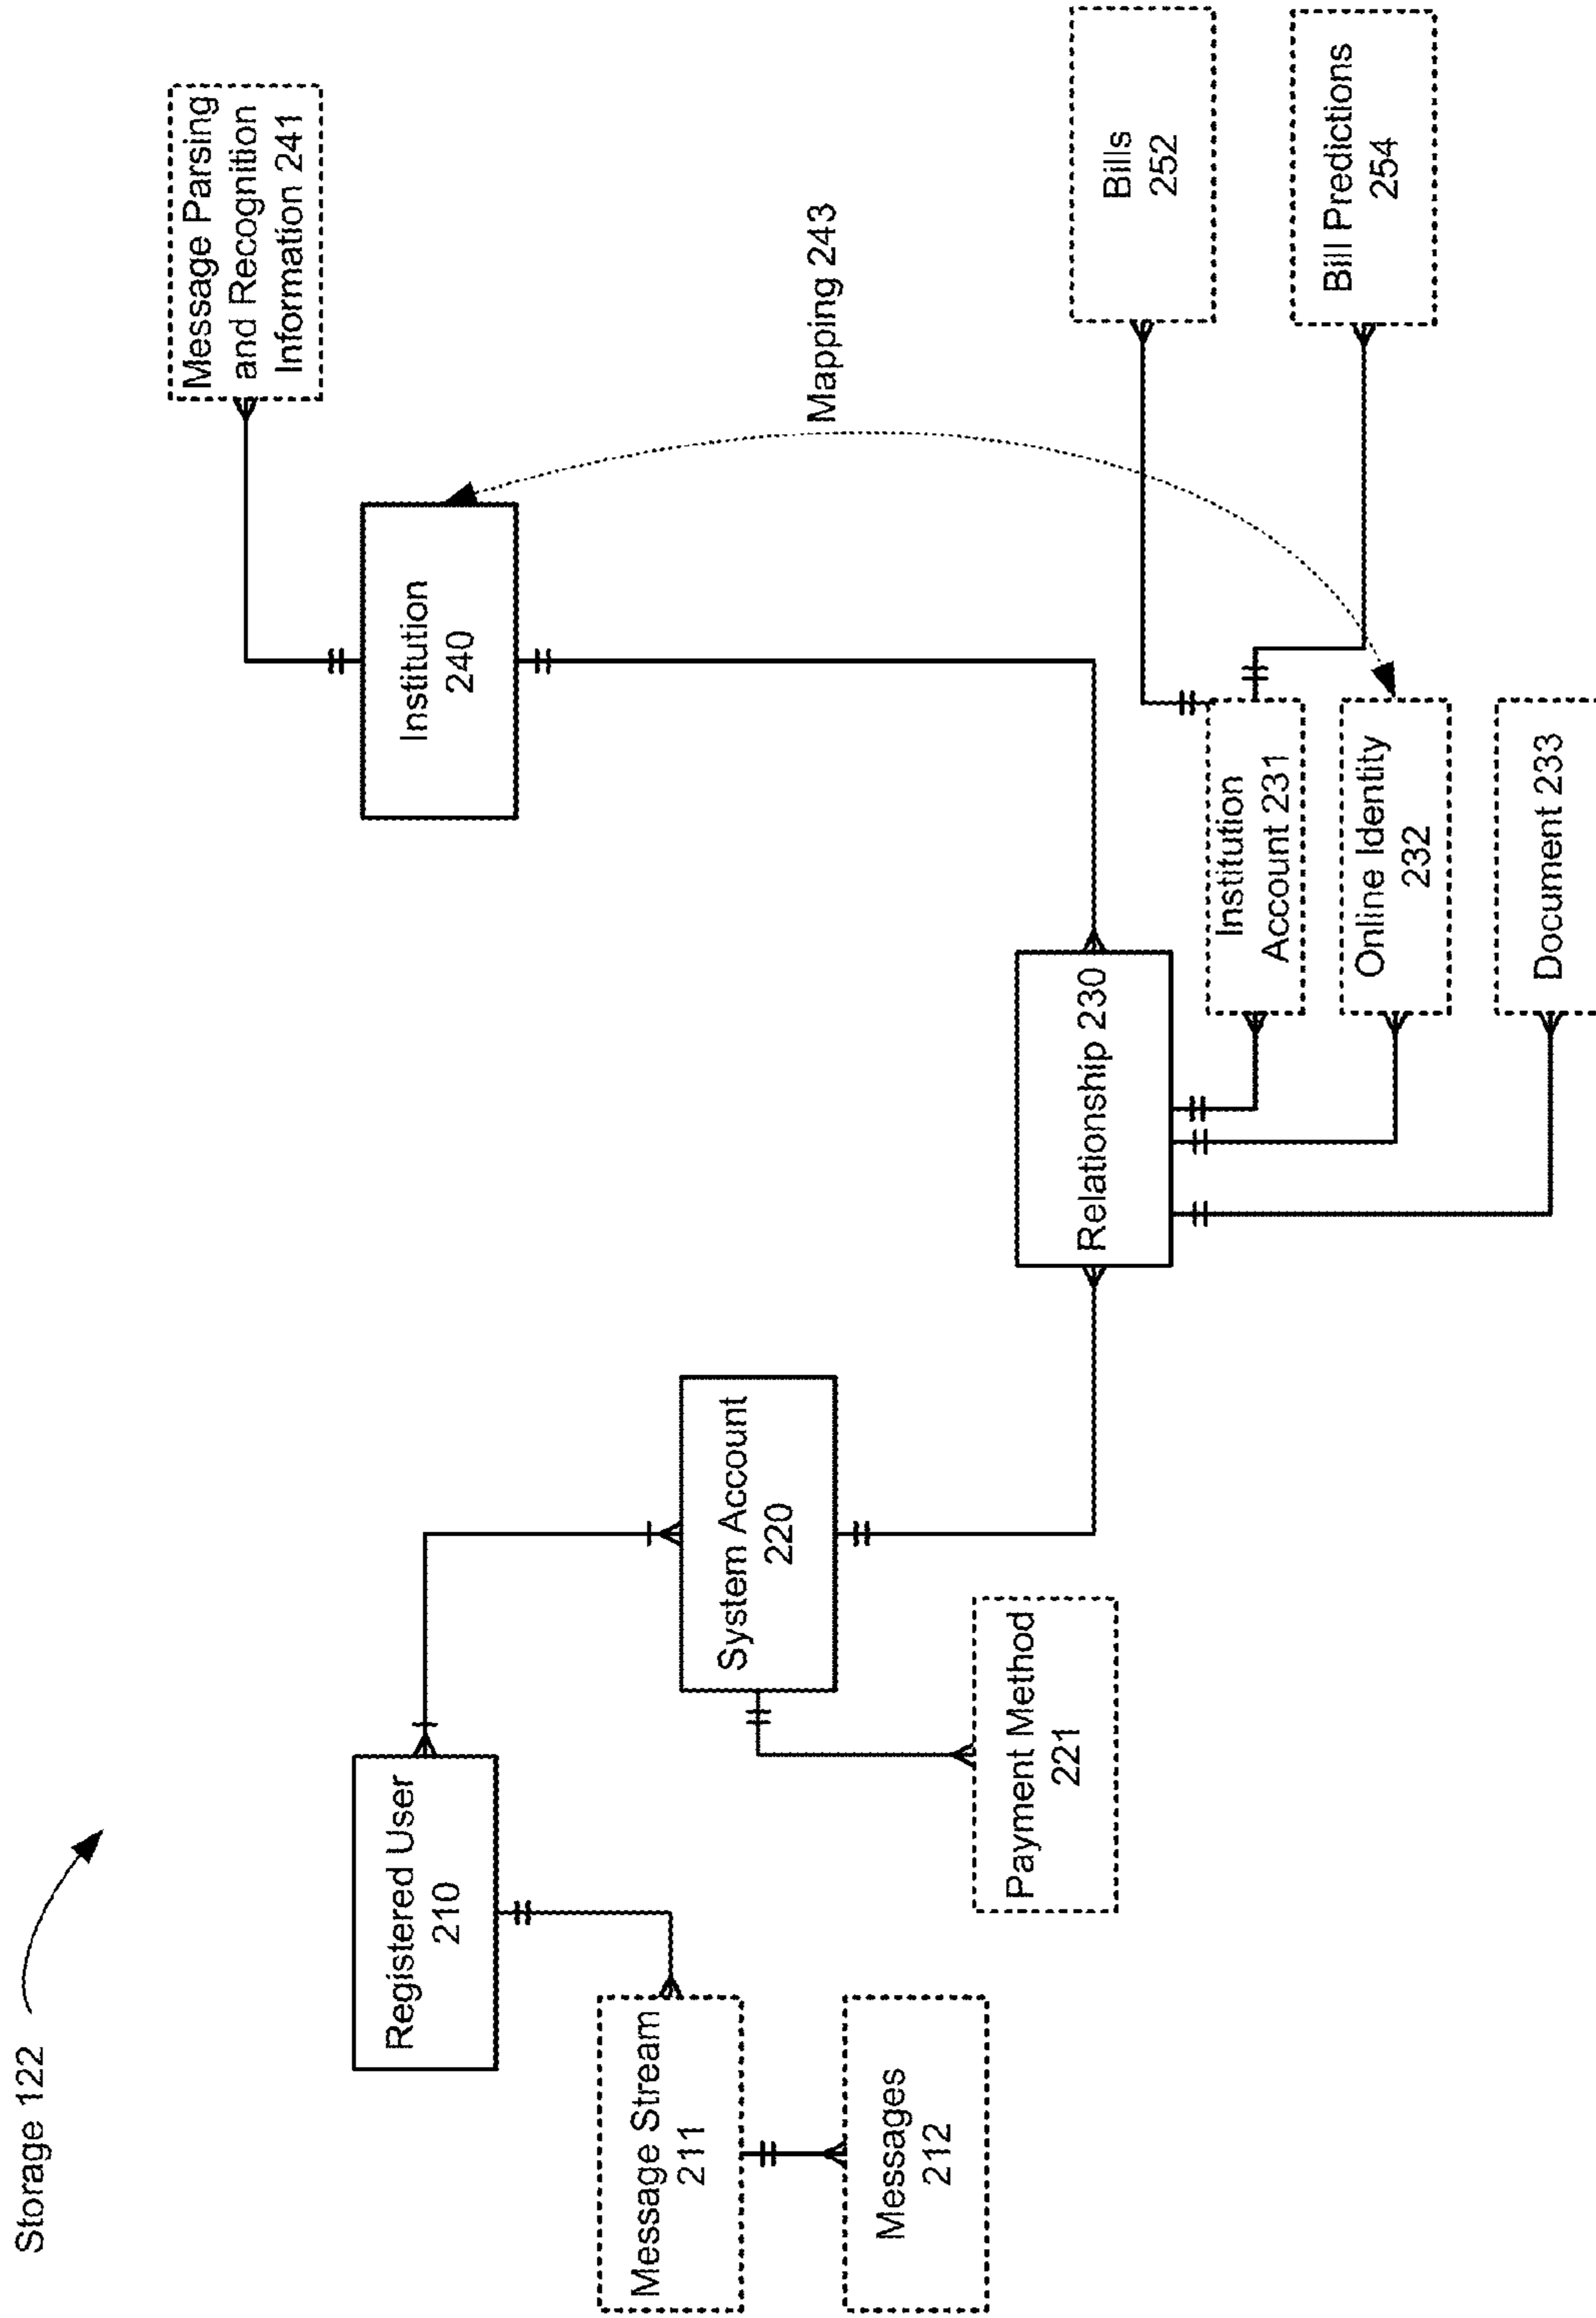 Storage 122
Registered User
210
Message Stream
211
Messages
212
System Account
220
Payment Method
221
Relationship 230
Institution
240
Message Parsing
and Recognition
Information 241
Mapping 243
Institution
Account 231
Online Identity
232
Document 233
Bills
252
Bill Predictions
254